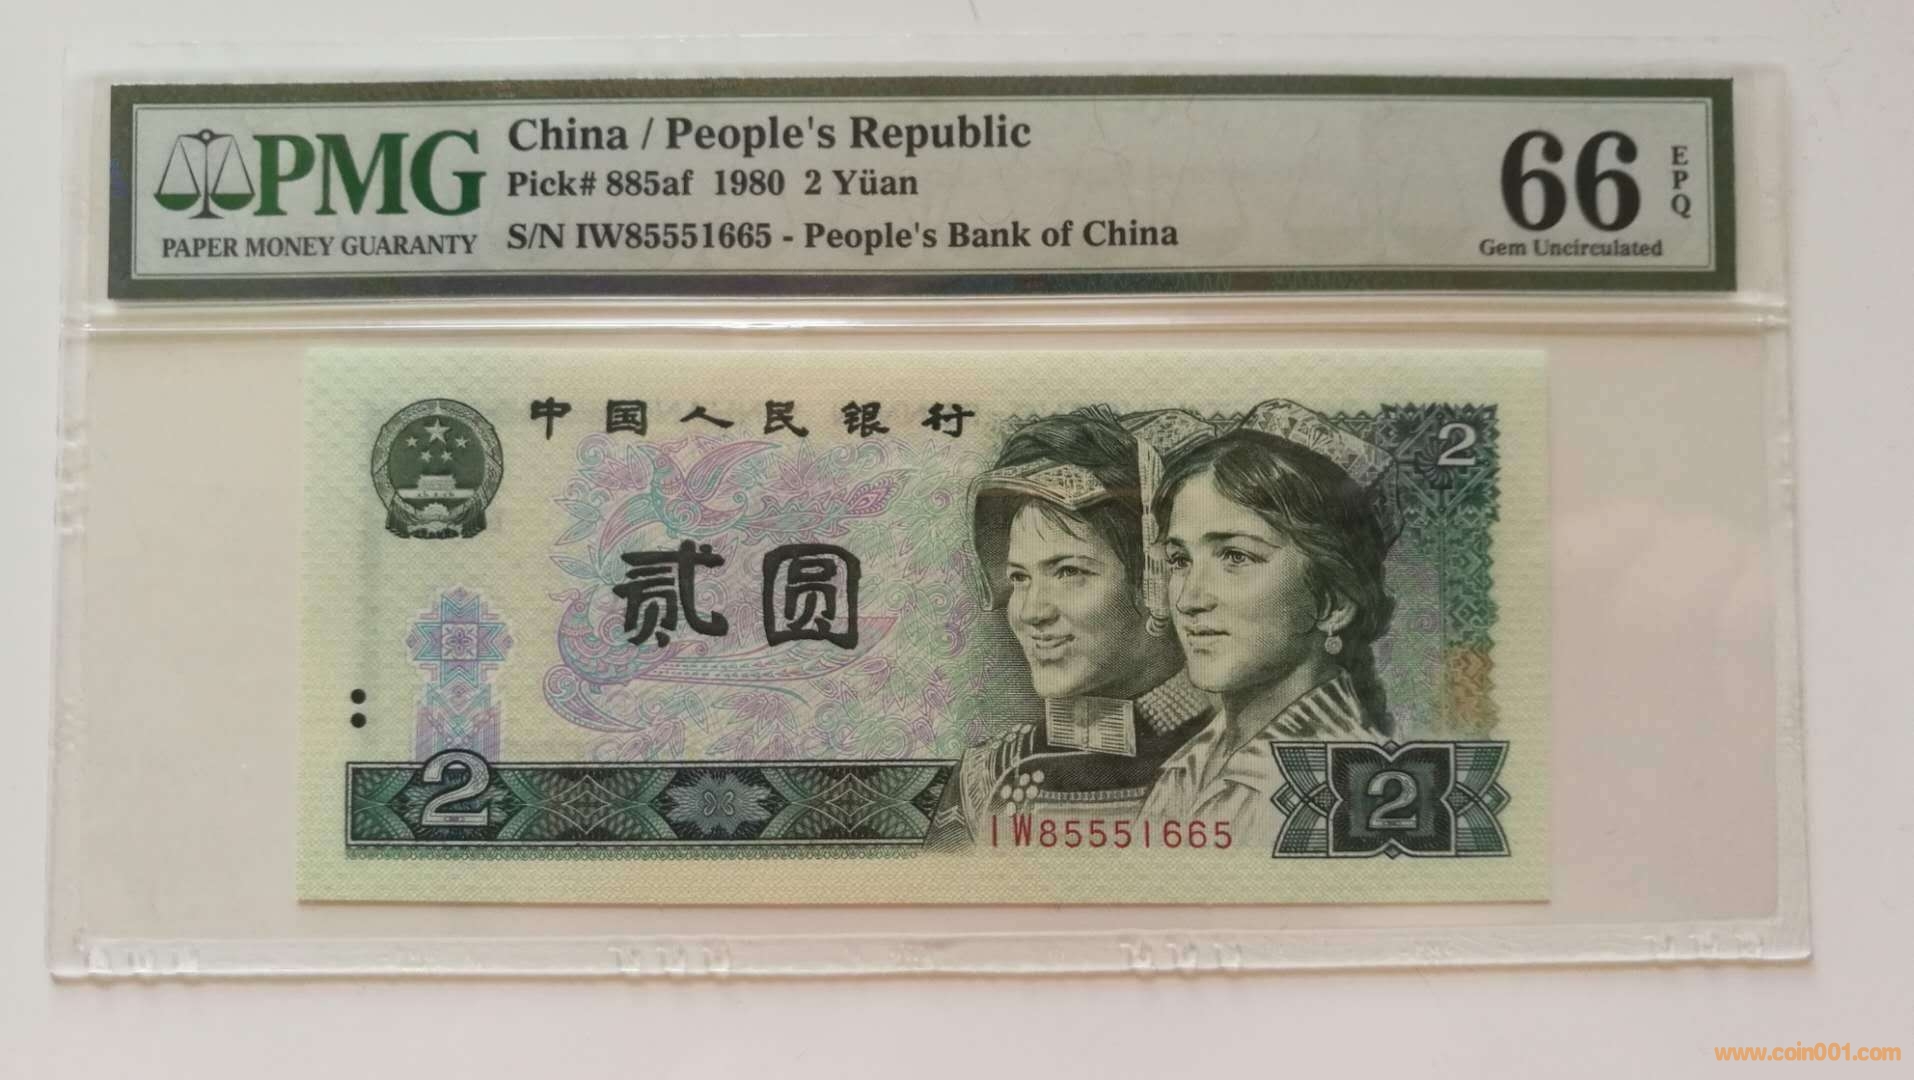 PMG
PAPER MONEY GUARANTY
China / People's Republic
Pick# 885af 1980 2 Yüan
S/N IW85551665 - People's Bank of China
66
EPQ
Gem Uncirculated
中国人民银行
2
贰圆
2
IW85551665
2
www.coin001.com